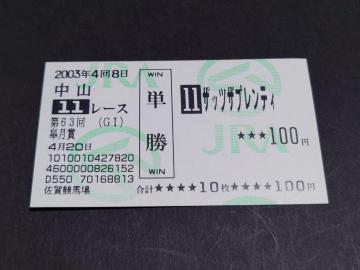 2003年4回8日
中山
11レース
第63回 (GI)
皐月賞
4月20日
1010010427820
4600000826152
D550 70168813
佐賀競馬場
WIN
単勝
WIN
11 ザッツザプレンティ
★★★100円
合計★★★★10枚★★★★100円
JRA
JRA